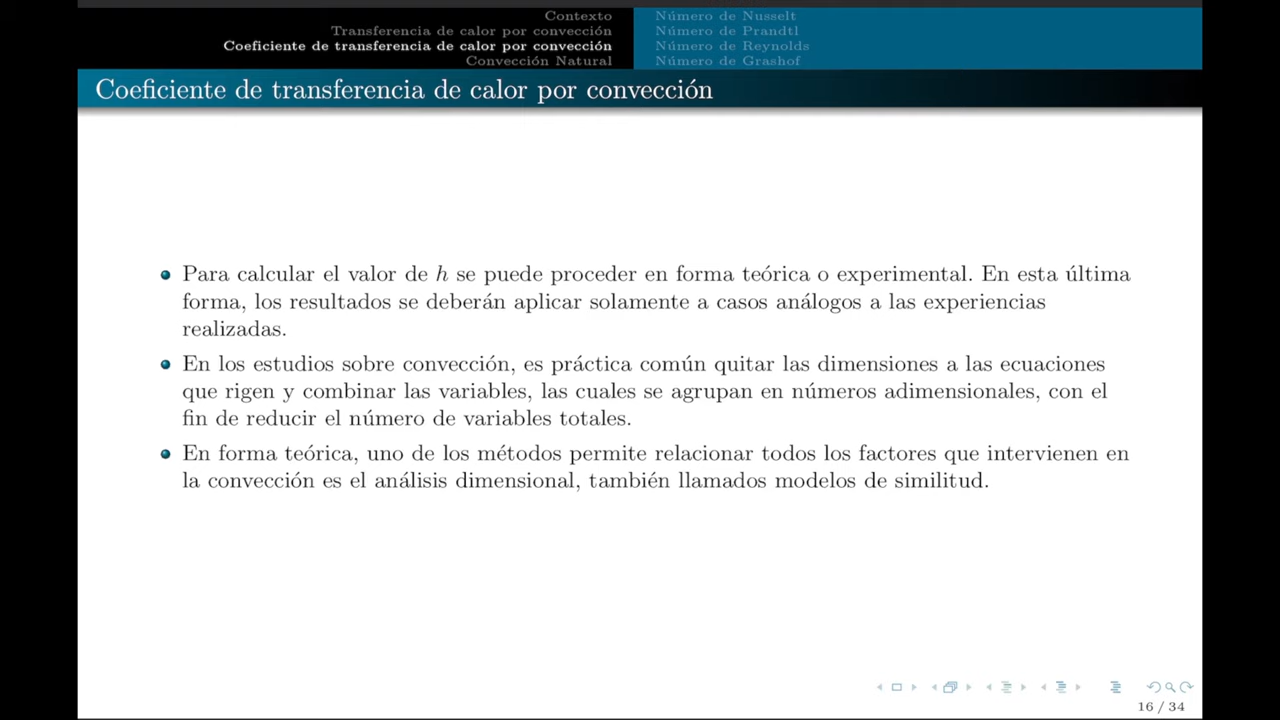 Contexto
Transferencia de calor por convección
Coeficiente de transferencia de calor por convección
Convección Natural
Número de Nusselt
Número de Prandtl
Número de Reynolds
Número de Grashof
Coeficiente de transferencia de calor por convección
Para calcular el valor de h se puede proceder en forma teórica o experimental. En esta última
forma, los resultados se deberán aplicar solamente a casos análogos a las experiencias
realizadas.
En los estudios sobre convección, es práctica común quitar las dimensiones a las ecuaciones
que rigen y combinar las variables, las cuales se agrupan en números adimensionales, con el
fin de reducir el número de variables totales.
En forma teórica, uno de los métodos permite relacionar todos los factores que intervienen en
la convección es el análisis dimensional, también llamados modelos de similitud.
16 / 34